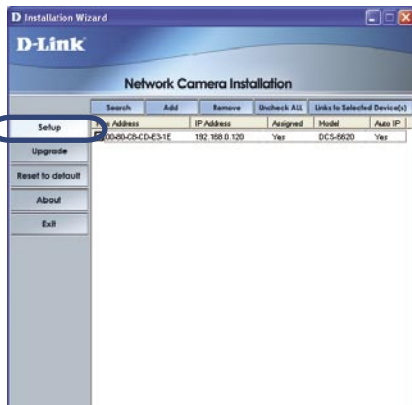 D Installation Wizard
D-Link
Network Camera Installation
Search Add Remove Uncheck ALL Links to Selected Device(s)
Setup
Mac Address IP Address Assigned Model Auto IP
00-80-C8-CD-E3-1E 192.168.0.120 Yes DCS-6620 Yes
Upgrade
Reset to default
About
Exit